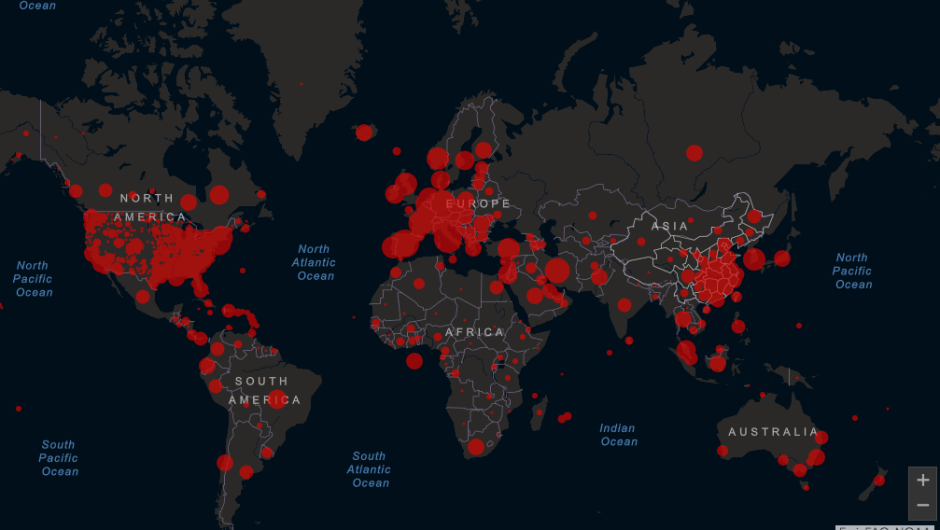 Ocean
NORTH
AMERICA
EUROPE
ASIA
North
Atlantic
Ocean
North
Pacific
Ocean
North
Pacific
Ocean
AFRICA
SOUTH
AMERICA
Indian
Ocean
AUSTRALIA
South
Pacific
Ocean
South
Atlantic
Ocean
+
−